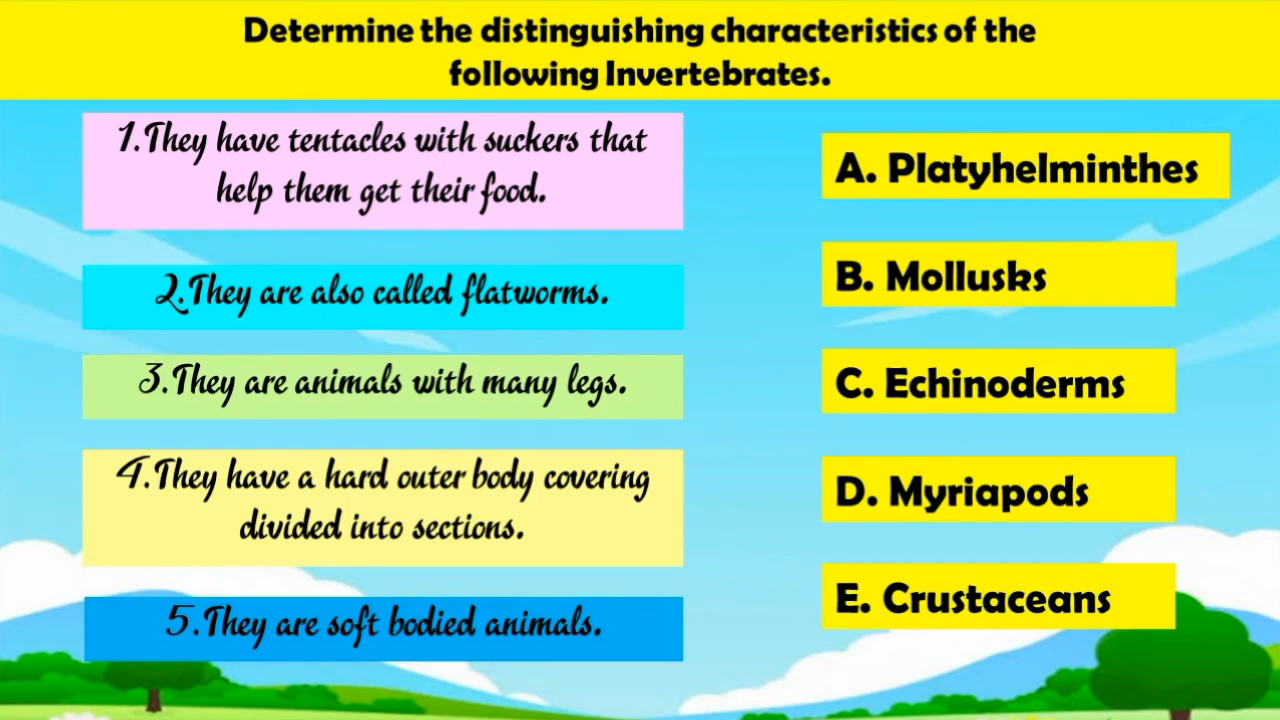 Determine the distinguishing characteristics of the
following Invertebrates.
1.They have tentacles with suckers that
help them get their food.
2.They are also called flatworms.
3.They are animals with many legs.
4.They have a hard outer body covering
divided into sections.
5.They are soft bodied animals.
A. Platyhelminthes
B. Mollusks
C. Echinoderms
D. Myriapods
E. Crustaceans